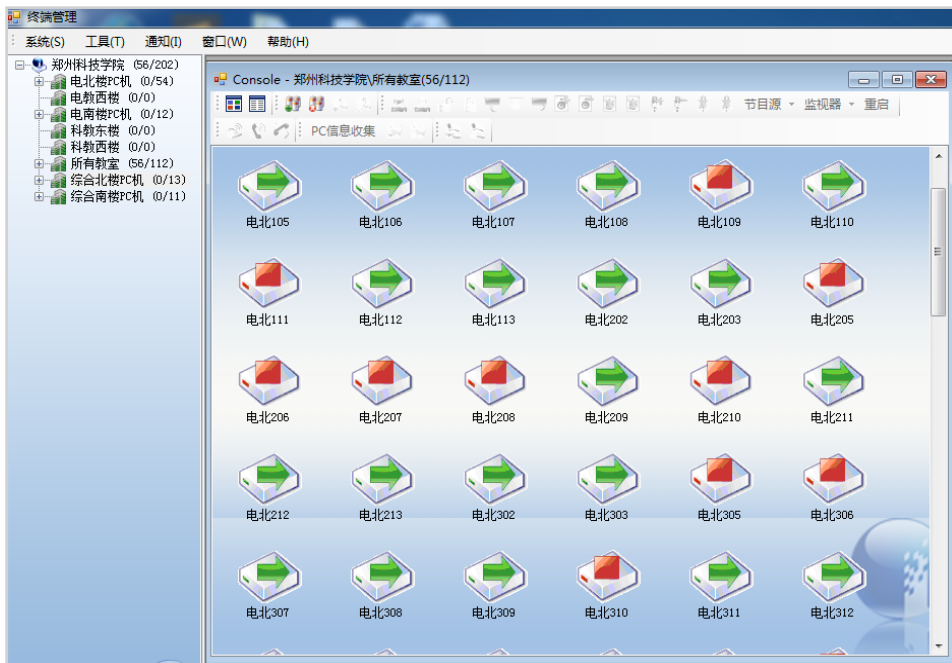 终端管理
系统(S) 工具(T) 通知(I) 窗口(W) 帮助(H)
郑州科技学院 (56/202)
电北楼PC机 (0/54)
电教西楼 (0/0)
电南楼PC机 (0/12)
科教东楼 (0/0)
科教西楼 (0/0)
所有教室 (56/112)
综合北楼PC机 (0/13)
综合南楼PC机 (0/11)
Console - 郑州科技学院\所有教室(56/112)
节目源 监视器 重启
PC信息收集
电北105 电北106 电北107 电北108 电北109 电北110
电北111 电北112 电北113 电北202 电北203 电北205
电北206 电北207 电北208 电北209 电北210 电北211
电北212 电北213 电北302 电北303 电北305 电北306
电北307 电北308 电北309 电北310 电北311 电北312